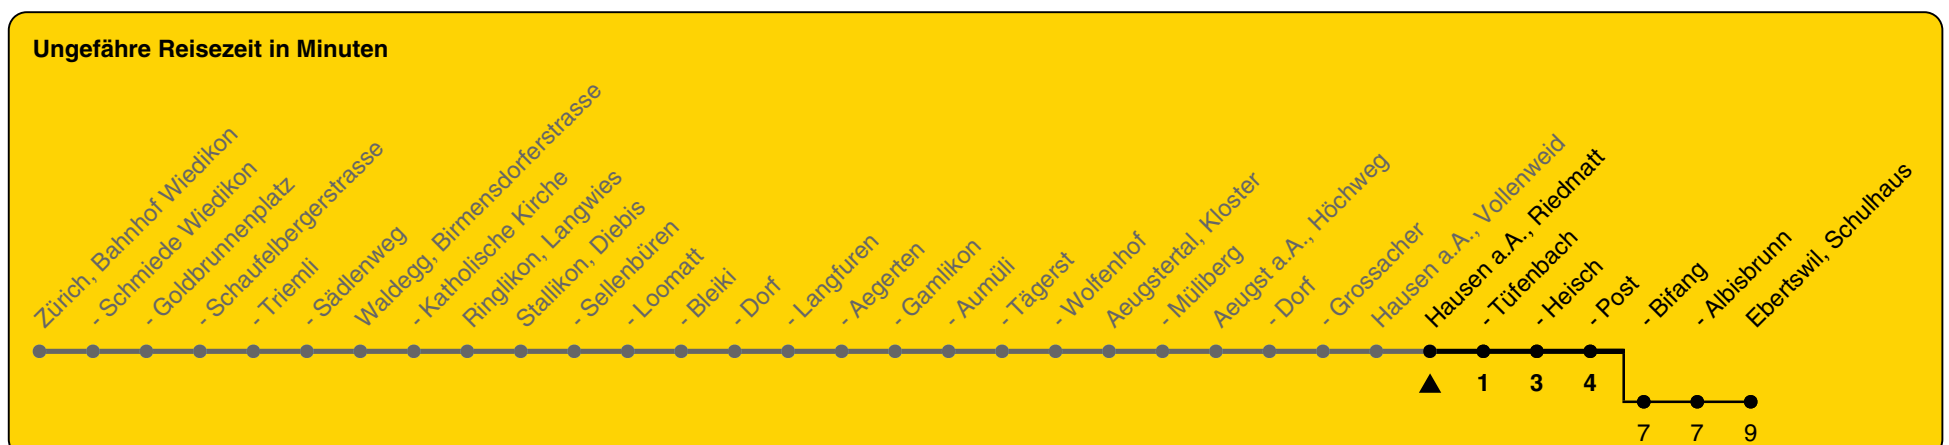 Ungefähre Reisezeit in Minuten
Zürich, Bahnhof Wiedikon
- Schmiede Wiedikon
- Goldbrunnenplatz
- Schaufelbergerstrasse
- Triemli
- Sädlenweg
Waldegg, Birmensdorferstrasse
- Katholische Kirche
Ringlikon, Langwies
Stallikon, Diebis
- Sellenbüren
- Loomatt
- Bleiki
- Dorf
- Langfuren
- Aegerten
- Gamlikon
- Aumüli
- Tägerst
- Wolfenhof
Aeugstertal, Kloster
- Müliberg
Aeugst a.A., Höchweg
- Dorf
- Grossacher
Hausen a.A., Vollenweid
Hausen a.A., Riedmatt
- Tüfenbach
- Heisch
- Post
- Bifang
- Albisbrunn
Ebertswil, Schulhaus
1 3 4
7 7 9